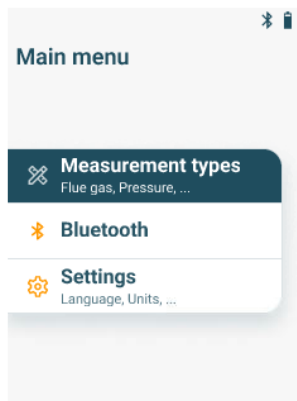 Main menu
Measurement types
Flue gas, Pressure, ...
Bluetooth
Settings
Language, Units, ...